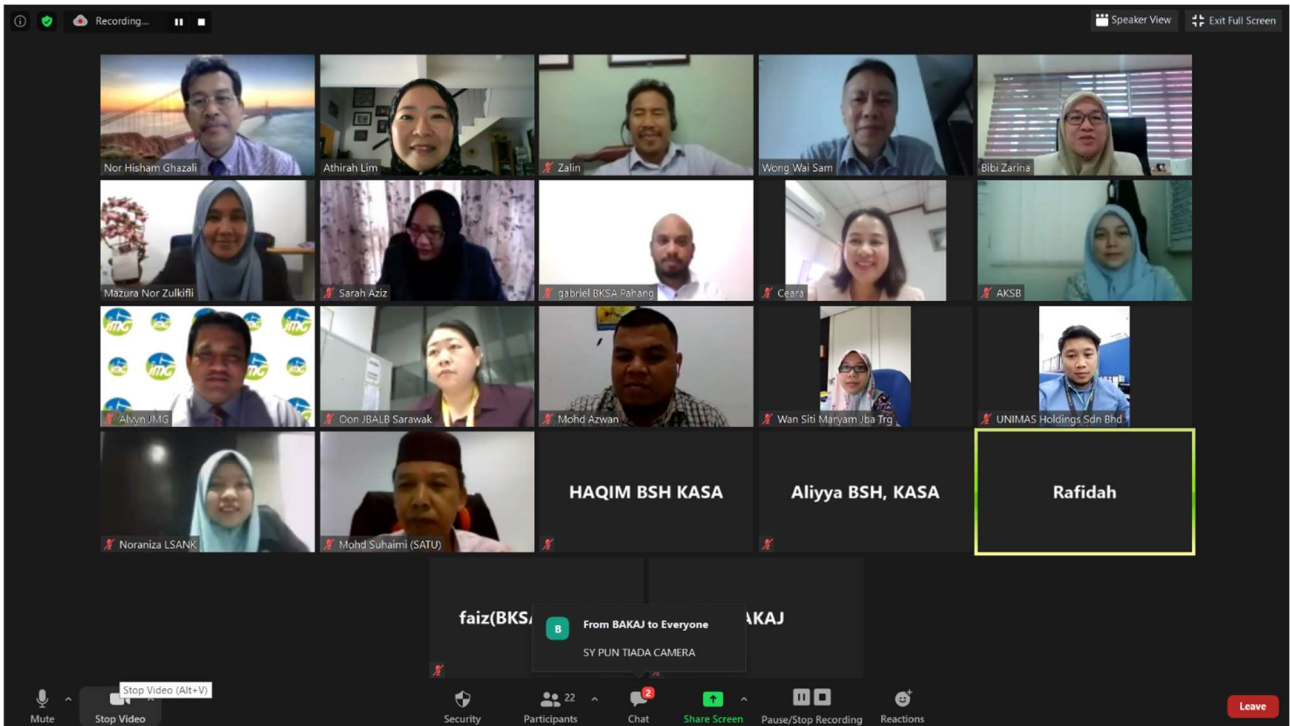 Recording...
Speaker View
Exit Full Screen
Nor Hisham Ghazali
Athirah Lim
Zalin
Wong Wai Sam
Bibi Zarina
Mazura Nor Zulkifli
Sarah Aziz
gabriel BKSA Pahang
Ceara
AKSB
JMG
Alvyn JMG
Oon JBALB Sarawak
Mohd Azwan
Wan Siti Maryam Jba Trg
UNIMAS Holdings Sdn Bhd
Noraniza LSANK
Mohd Suhaimi (SATU)
HAQIM BSH KASA
Aliyya BSH, KASA
Rafidah
faiz(BKSA
AKAJ
B
From BAKAJ to Everyone
SY PUN TIADA CAMERA
Stop Video (Alt+V)
22
2
Mute
Stop Video
Security
Participants
Chat
Share Screen
Pause/Stop Recording
Reactions
Leave